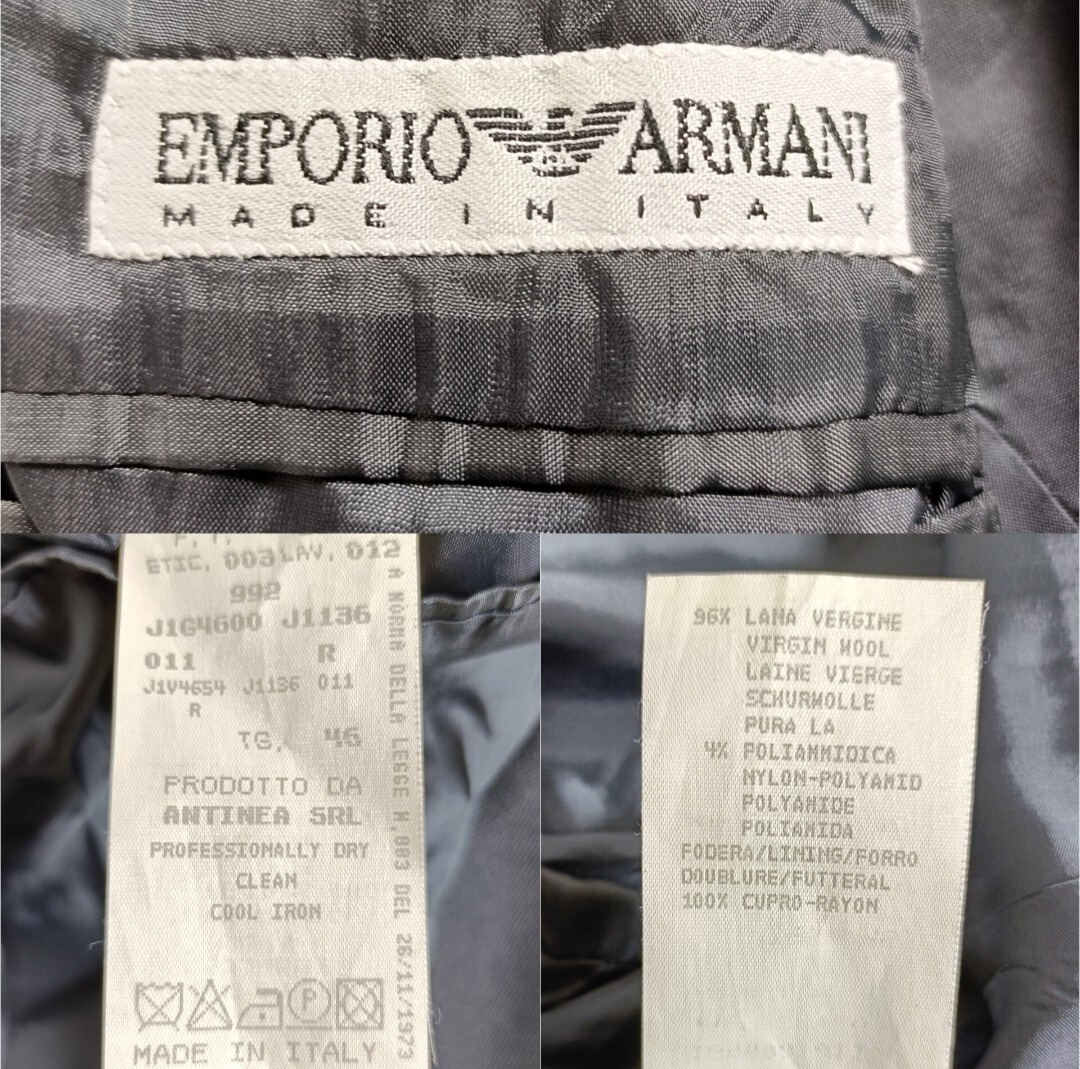 EMPORIO ARMANI
MADE IN ITALY
ETIC, 003 LAV, 012
992
J1G4600 J1136
011 R
J1V4654 J1136 011
R
TG, 46
PRODOTTO DA
ANTINEA SRL
PROFESSIONALLY DRY
CLEAN
COOL IRON
P
MADE IN ITALY
A NORMA DELLA LEGGE N,883 DEL 26/11/1973
96% LANA VERGINE
VIRGIN WOOL
LAINE VIERGE
SCHURWOLLE
PURA LA
4% POLIAMMIDICA
NYLON-POLYAMID
POLYAMIDE
POLIAMIDA
FODERA/LINING/FORRO
DOUBLURE/FUTTERAL
100% CUPRO-RAYON